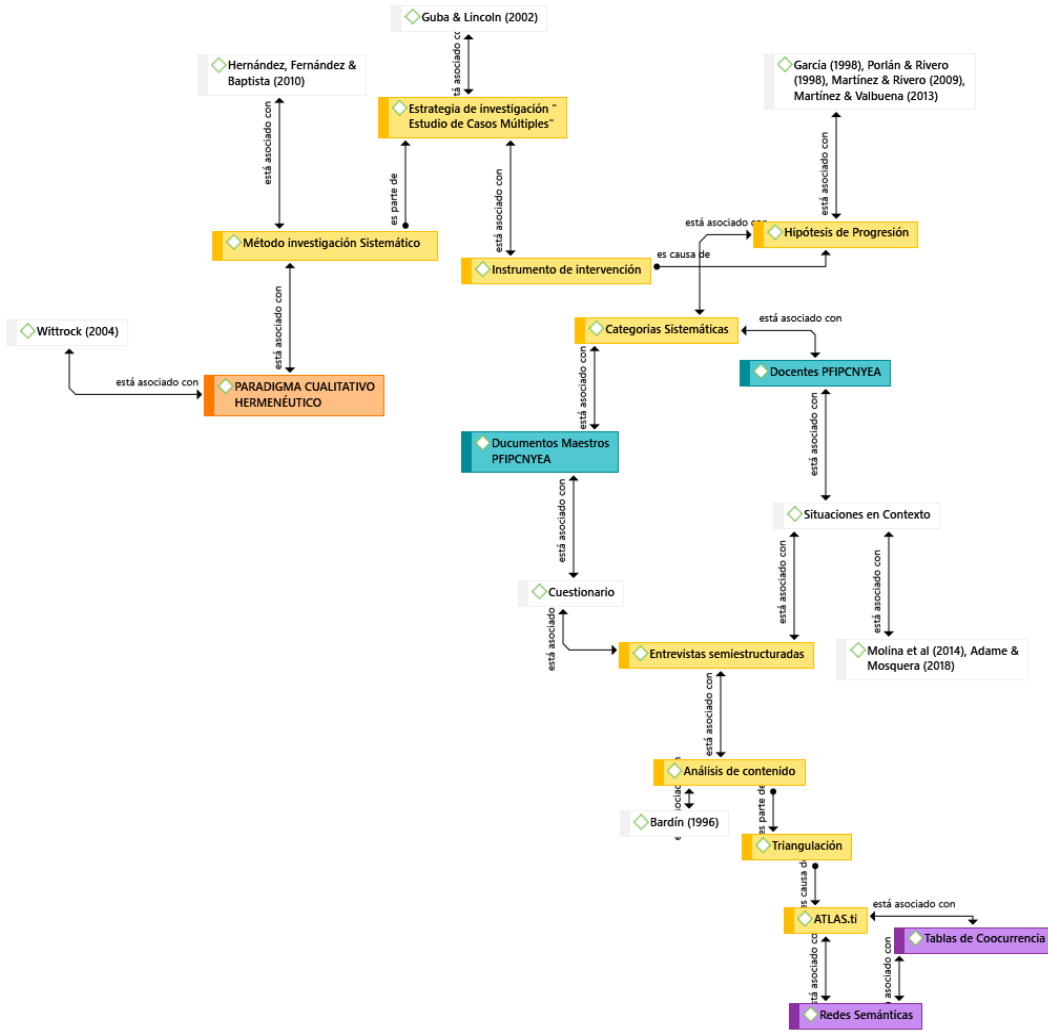 Guba & Lincoln (2002)
está asociado co
Hernández, Fernández &
Baptista (2010)
García (1998), Porlán & Rivero
(1998), Martínez & Rivero (2009),
Martínez & Valbuena (2013)
Estrategia de investigación "
Estudio de Casos Múltiples"
está asociado con
es parte de
está asociado con
está asociado con
está asociado con
Hipótesis de Progresión
Método investigación Sistemático
es causa de
Instrumento de intervención
Wittrock (2004)
está asociado con
Categorías Sistemáticas
está asociado con
está asociado con
PARADIGMA CUALITATIVO
HERMENÉUTICO
está asociado con
Docentes PFIPCNYEA
está asociado con
Ducumentos Maestros
PFIPCNYEA
está asociado con
Situaciones en Contexto
está asociado con
está asociado con
Cuestionario
está asociado
Entrevistas semiestructuradas
Molina et al (2014), Adame &
Mosquera (2018)
está asociado con
Análisis de contenido
es parte de
Bardín (1996)
Triangulación
es causa de
está asociado con
ATLAS.ti
Tablas de Coocurrencia
está asociado co
asociado con
Redes Semánticas